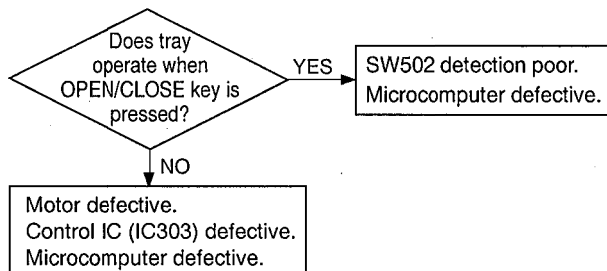 Does tray
operate when
OPEN/CLOSE key is
pressed?
YES
SW502 detection poor.
Microcomputer defective.
NO
Motor defective.
Control IC (IC303) defective.
Microcomputer defective.